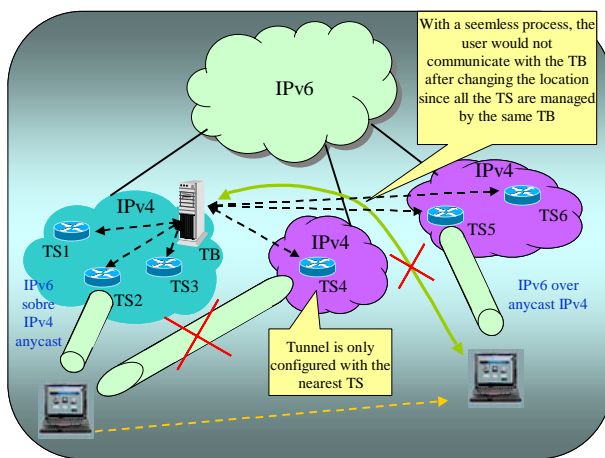 With a seemless process, the
user would not
communicate with the TB
after changing the location
since all the TS are managed
by the same TB
IPv6
IPv4
TS6
TS5
IPv4
TS1
TB
IPv4
TS3
TS2
TS4
IPv6
sobre
IPv4
anycast
IPv6 over
anycast IPv4
Tunnel is only
configured with the
nearest TS